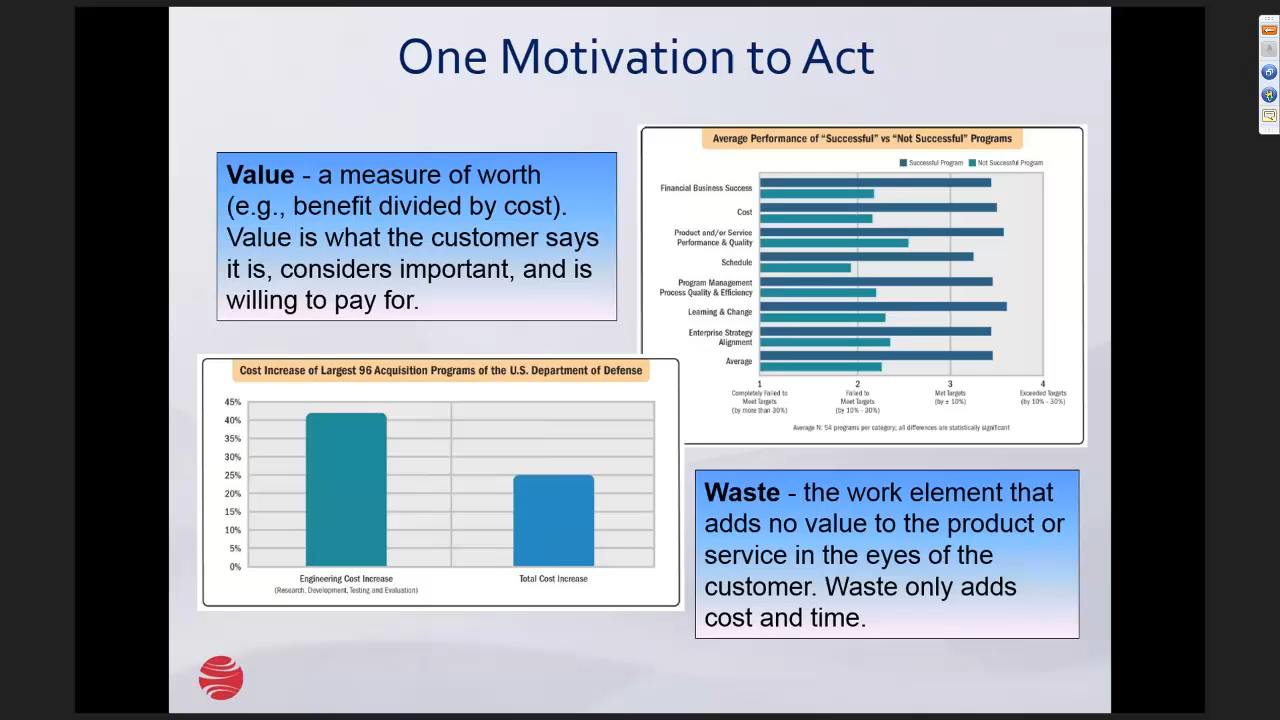 One Motivation to Act
Value - a measure of worth
(e.g., benefit divided by cost).
Value is what the customer says
it is, considers important, and is
willing to pay for.
Average Performance of “Successful” vs “Not Successful” Programs
Successful Program
Not Successful Program
Financial Business Success
Cost
Product and/or Service
Performance & Quality
Schedule
Program Management
Process Quality & Efficiency
Learning & Change
Enterprise Strategy
Alignment
Average
1
2
3
4
Completely Failed to
Meet Targets
(by more than 30%)
Failed to
Meet Targets
(by 10% - 30%)
Met Targets
(by ± 10%)
Exceeded Targets
(by 10% - 30%)
Average N: 54 programs per category; all differences are statistically significant
Cost Increase of Largest 96 Acquisition Programs of the U.S. Department of Defense
45%
40%
35%
30%
25%
20%
15%
10%
5%
0%
Engineering Cost Increase
(Research, Development, Testing and Evaluation)
Total Cost Increase
Waste - the work element that
adds no value to the product or
service in the eyes of the
customer. Waste only adds
cost and time.